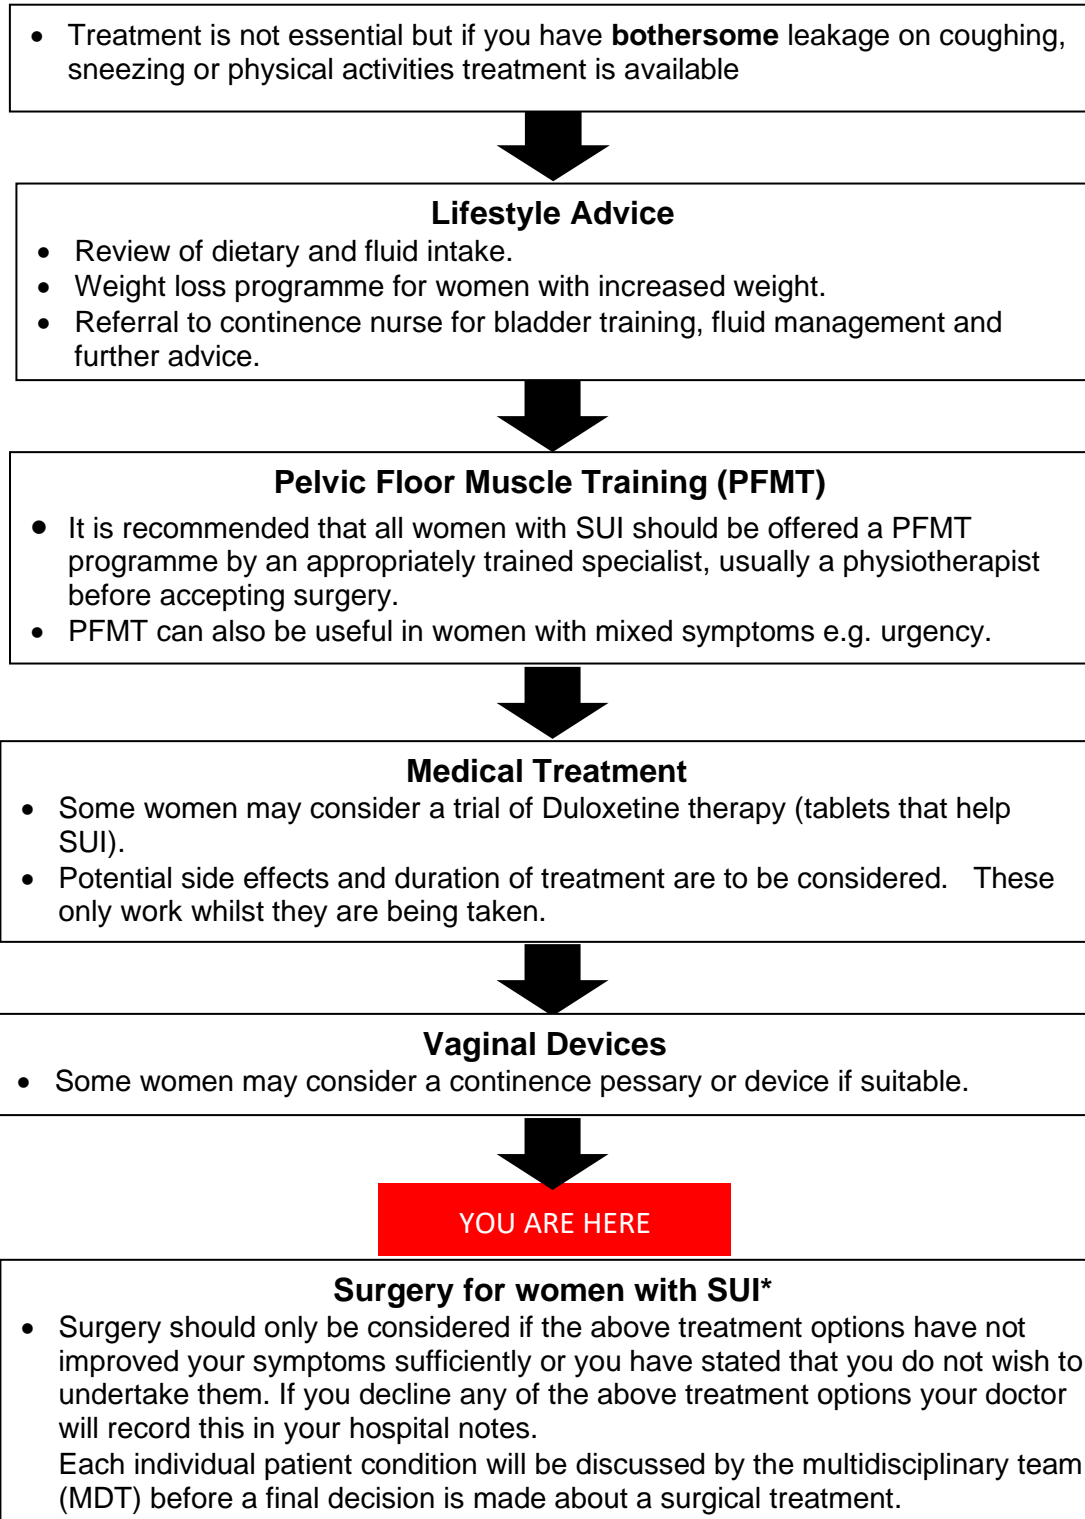 • Treatment is not essential but if you have bothersome leakage on coughing,
sneezing or physical activities treatment is available
Lifestyle Advice
• Review of dietary and fluid intake.
• Weight loss programme for women with increased weight.
• Referral to continence nurse for bladder training, fluid management and
further advice.
Pelvic Floor Muscle Training (PFMT)
• It is recommended that all women with SUI should be offered a PFMT
programme by an appropriately trained specialist, usually a physiotherapist
before accepting surgery.
• PFMT can also be useful in women with mixed symptoms e.g. urgency.
Medical Treatment
• Some women may consider a trial of Duloxetine therapy (tablets that help
SUI).
• Potential side effects and duration of treatment are to be considered. These
only work whilst they are being taken.
Vaginal Devices
• Some women may consider a continence pessary or device if suitable.
YOU ARE HERE
Surgery for women with SUI*
• Surgery should only be considered if the above treatment options have not
improved your symptoms sufficiently or you have stated that you do not wish to
undertake them. If you decline any of the above treatment options your doctor
will record this in your hospital notes.
Each individual patient condition will be discussed by the multidisciplinary team
(MDT) before a final decision is made about a surgical treatment.